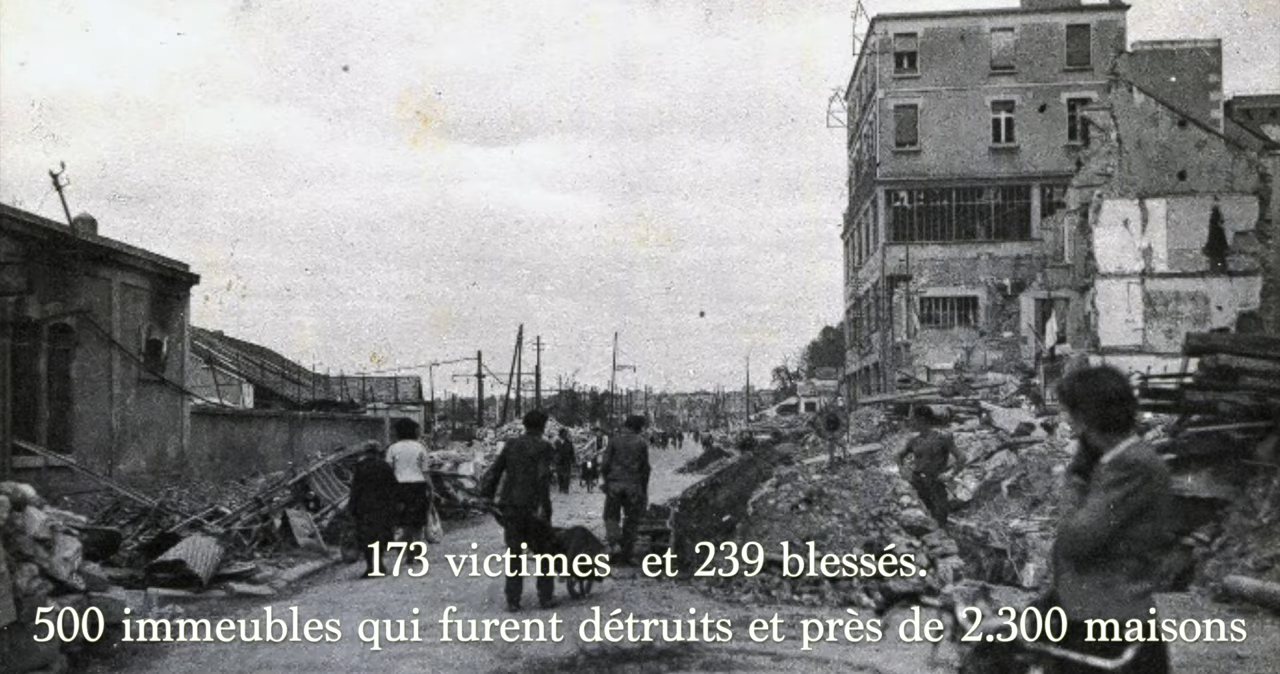 173 victimes et 239 blessés.
500 immeubles qui furent détruits et près de 2.300 maisons